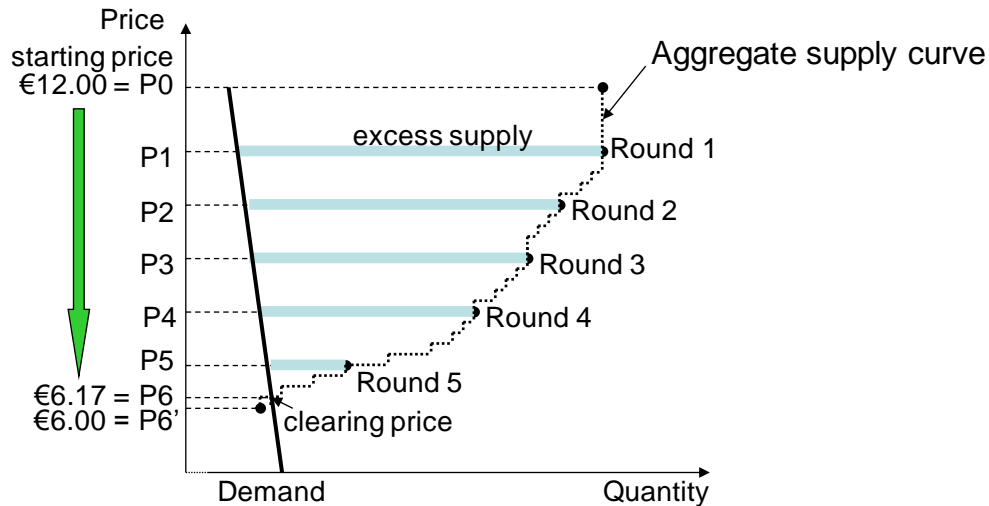 Price
starting price
€12.00 = P0
Aggregate supply curve
excess supply
P1
Round 1
P2
Round 2
P3
Round 3
P4
Round 4
P5
Round 5
€6.17 = P6
€6.00 = P6'
clearing price
Demand
Quantity